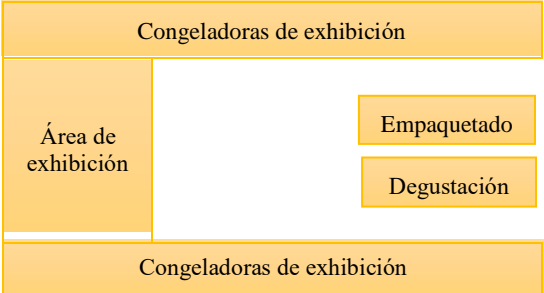 Congeladoras de exhibición
Área de
exhibición
Empaquetado
Degustación
Congeladoras de exhibición